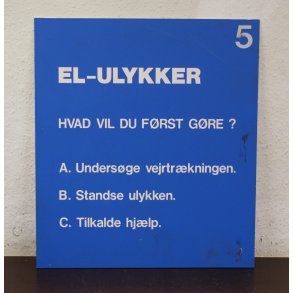 5
EL-ULYKKER
HVAD VIL DU FØRST GØRE ?
A. Undersøge vejrtrækningen.
B. Standse ulykken.
C. Tilkalde hjælp.